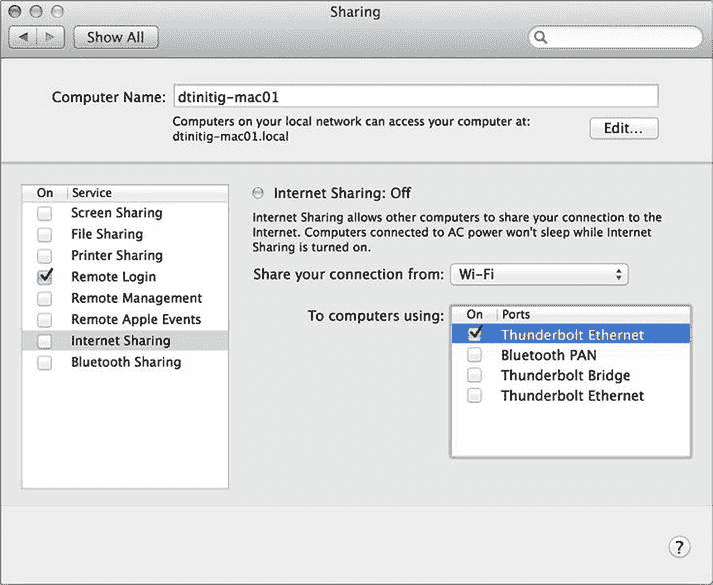 Sharing
Show All
Computer Name: dtinitig-mac01
Computers on your local network can access your computer at:
dtinitig-mac01.local
Edit...
On Service
Screen Sharing
File Sharing
Printer Sharing
Remote Login
Remote Management
Remote Apple Events
Internet Sharing
Bluetooth Sharing
Internet Sharing: Off
Internet Sharing allows other computers to share your connection to the
Internet. Computers connected to AC power won't sleep while Internet
Sharing is turned on.
Share your connection from: Wi-Fi
To computers using:
On Ports
Thunderbolt Ethernet
Bluetooth PAN
Thunderbolt Bridge
Thunderbolt Ethernet
?